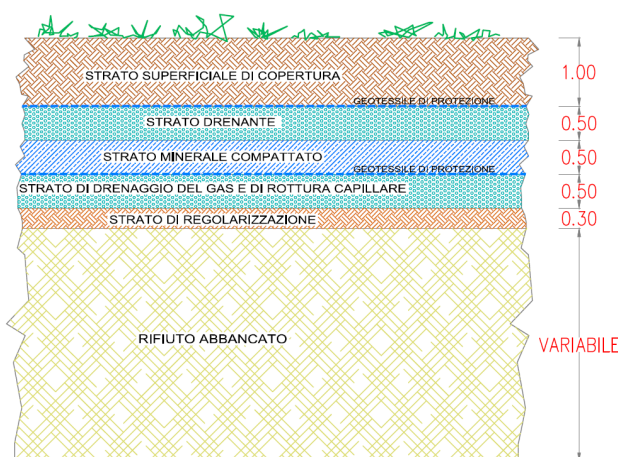 STRATO SUPERFICIALE DI COPERTURA
1.00
GEOTESSILE DI PROTEZIONE
STRATO DRENANTE
0.50
STRATO MINERALE COMPATTATO
0.50
GEOTESSILE DI PROTEZIONE
STRATO DI DRENAGGIO DEL GAS E DI ROTTURA CAPILLARE
0.50
STRATO DI REGOLARIZZAZIONE
0.30
RIFIUTO ABBANCATO
VARIABILE